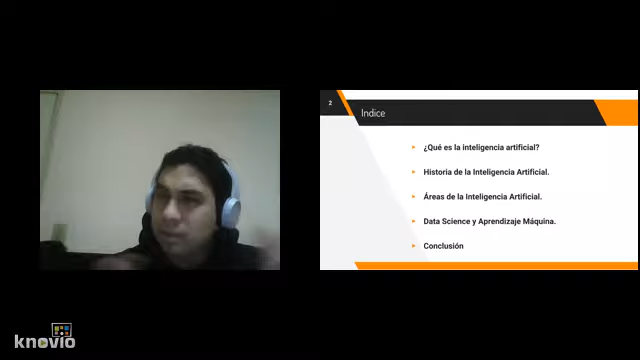 2
Indice
¿Qué es la inteligencia artificial?
Historia de la Inteligencia Artificial.
Áreas de la Inteligencia Artificial.
Data Science y Aprendizaje Máquina.
Conclusión
knovio